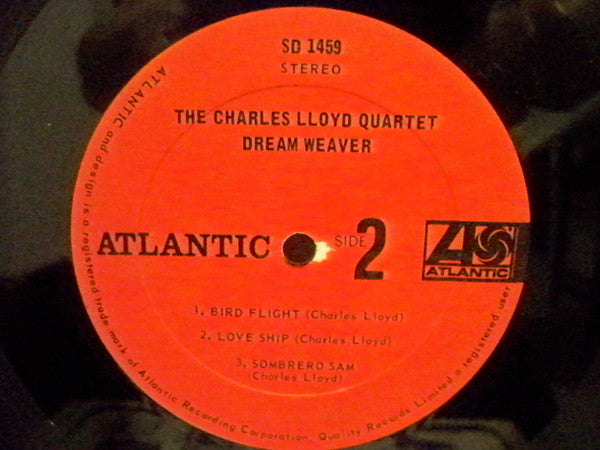 SD 1459
STEREO
THE CHARLES LLOYD QUARTET
DREAM WEAVER
ATLANTIC
SIDE 2
ATLANTIC
1. BIRD FLIGHT (Charles Lloyd)
2. LOVE SHIP (Charles Lloyd)
3. SOMBRERO SAM
(Charles Lloyd)
ATLANTIC and design is a registered trade mark of Atlantic Recording Corporation, Quality Records Limited a registered user